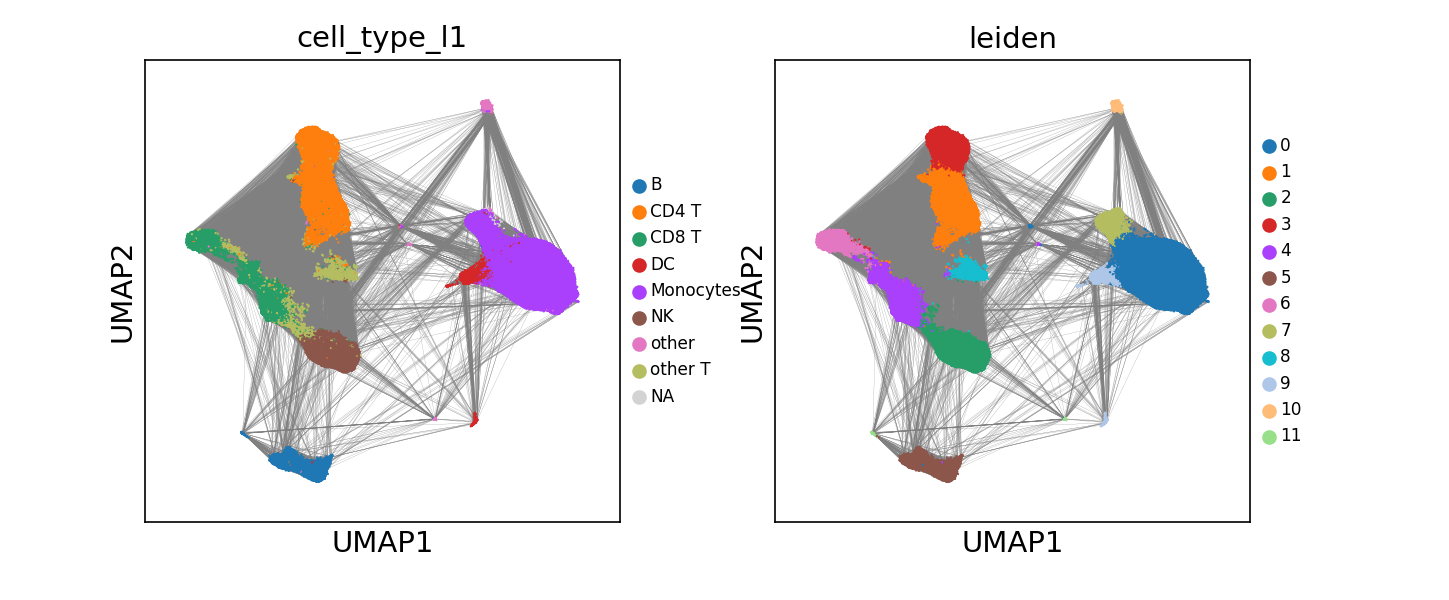 cell_type_l1
UMAP2
UMAP1
B
CD4 T
CD8 T
DC
Monocytes
NK
other
other T
NA
leiden
UMAP2
UMAP1
0
1
2
3
4
5
6
7
8
9
10
11